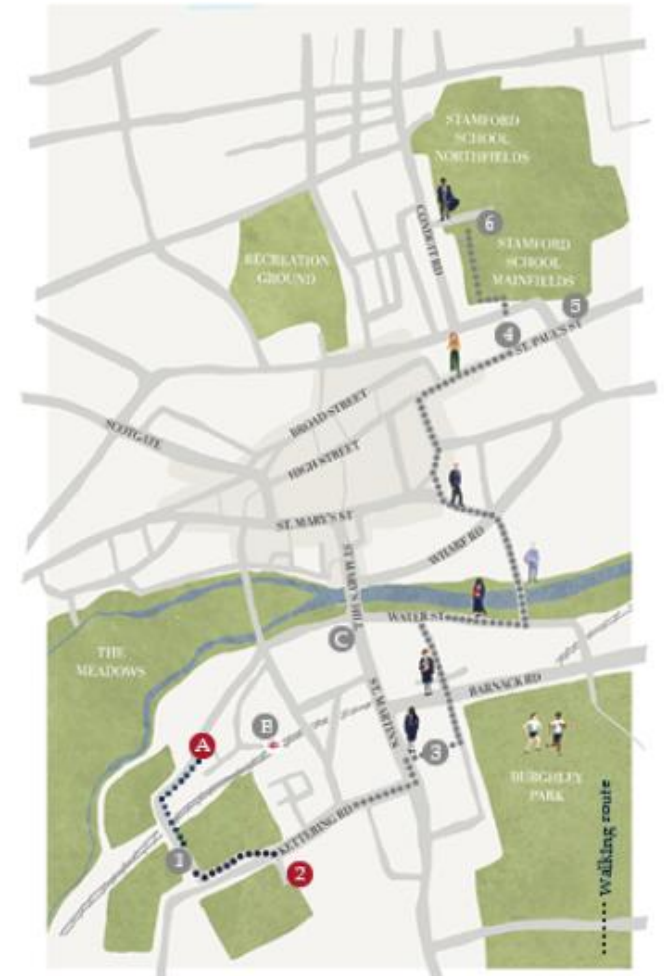 STAMFORD
SCHOOL
NORTHFIELDS
6
CONDUIT RD
STAMFORD
SCHOOL
MAINFIELDS
RECREATION
GROUND
5
4
ST. PAUL'S ST
BROAD STREET
SCOTGATE
HIGH STREET
ST. MARY'S ST
WHARF RD
ST MARY'S HILL
WATER ST
C
THE
MEADOWS
BARNACK RD
ST. MARTIN'S
B
A
3
BURGHLEY
PARK
KETTERING RD
1
2
Walking route